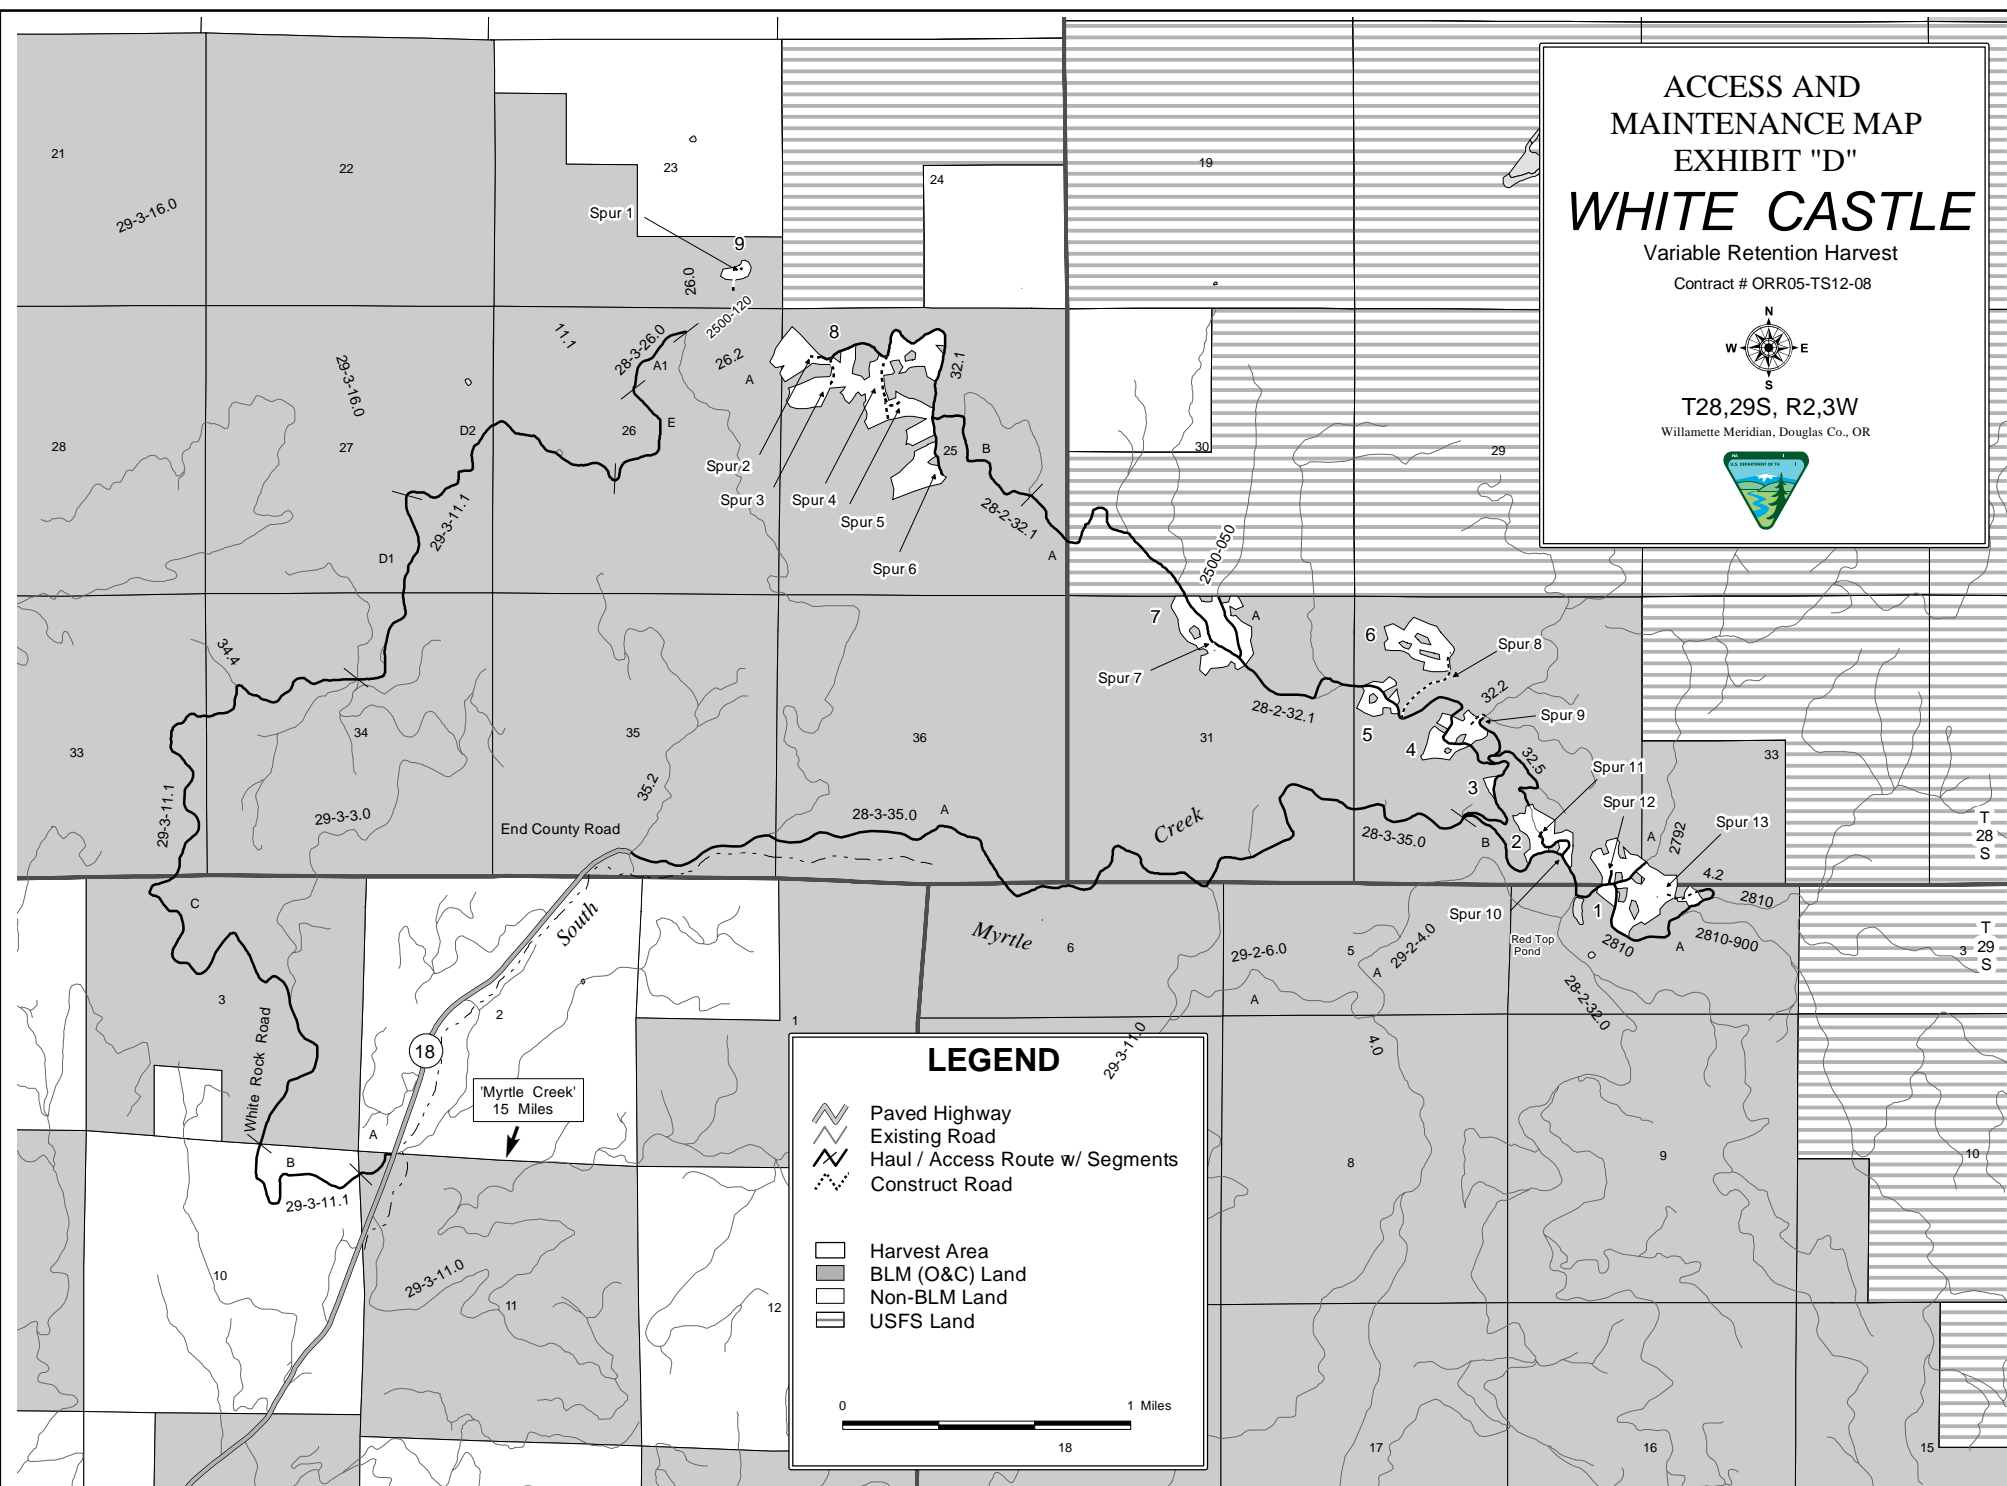 ACCESS AND
MAINTENANCE MAP
EXHIBIT "D"
WHITE CASTLE
Variable Retention Harvest
Contract # ORR05-TS12-08
N
W E
S
T28,29S, R2,3W
Willamette Meridian, Douglas Co., OR
U.S. DEPARTMENT OF TH
21
22
23
24
19
29-3-16.0
Spur 1
9
26.0
2500-120
11.1
28-3-26.0
A1
26.2
A
8
32.1
29-3-16.0
28
27
D2
26
E
25
B
30
29
Spur 2
Spur 3
Spur 4
Spur 5
Spur 6
28-2-32.1
A
29-3-11.1
D1
2500-050
7
A
6
Spur 8
Spur 7
34.4
28-2-32.1
32.2
Spur 9
5
4
33
34
35
36
31
33
32.5
Spur 11
3
Spur 12
Spur 13
29-3-11.1
29-3-3.0
35.2
End County Road
28-3-35.0
A
Creek
28-3-35.0
B
2
A
2792
4.2
T
28
S
C
South
Myrtle
6
29-2-6.0
A
5
A
29-2-4.0
Spur 10
1
Red Top
Pond
2810
2810
2810-900
A
T
29
S
3
3
White Rock Road
2
1
18
'Myrtle Creek'
15 Miles
A
B
29-3-11.1
29-3-11.0
4.0
28-2-32.0
8
9
10
10
29-3-11.0
11
12
LEGEND
Paved Highway
Existing Road
Haul / Access Route w/ Segments
Construct Road
Harvest Area
BLM (O&C) Land
Non-BLM Land
USFS Land
0 1 Miles
18
17
16
15